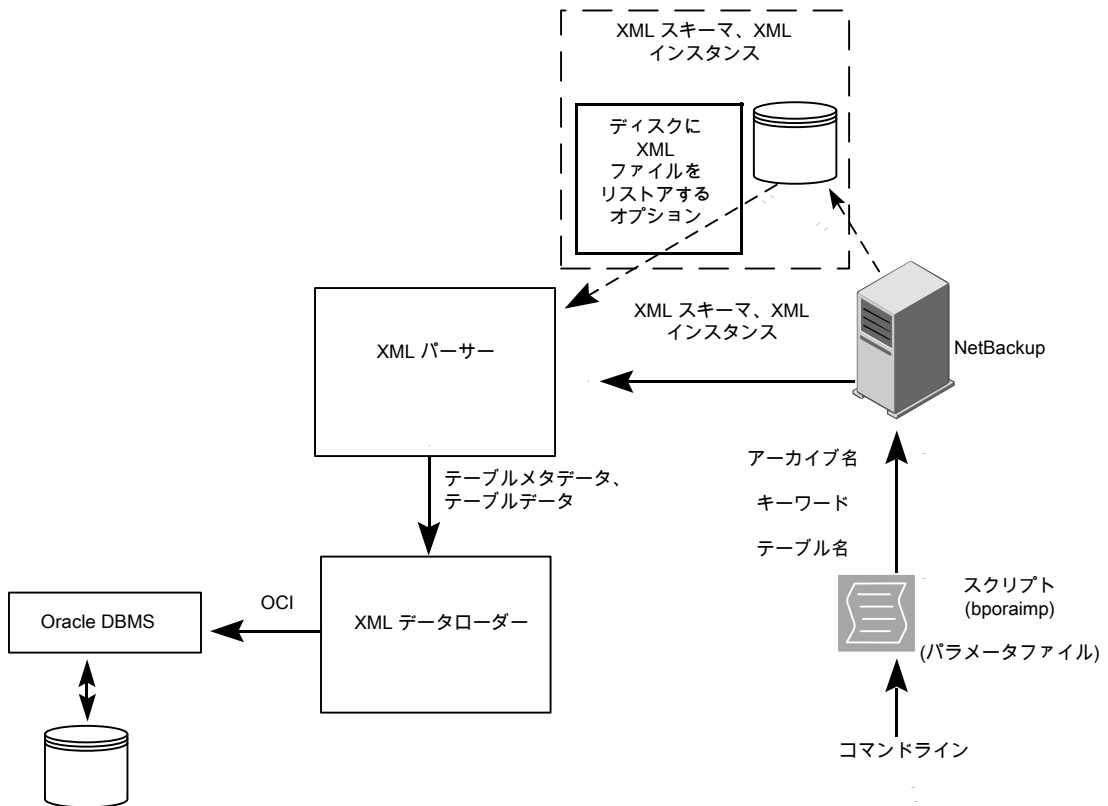 XML スキーマ、XML
インスタンス
ディスクに
XML
ファイルを
リストアする
オプション
XML スキーマ、XML
インスタンス
XML パーサー
NetBackup
アーカイブ名
キーワード
テーブル名
テーブルメタデータ、
テーブルデータ
スクリプト
(bporaimp)
(パラメータファイル)
OCI
XML データローダー
Oracle DBMS
コマンドライン